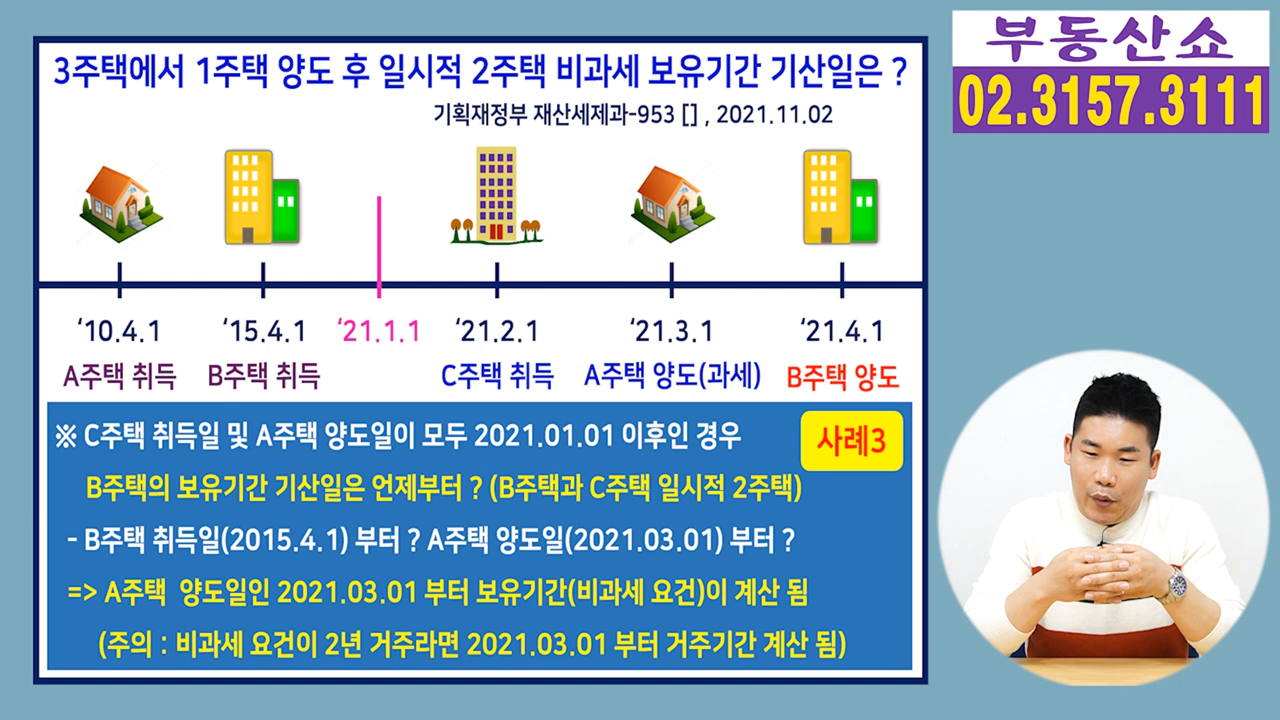 부동산쇼
02.3157.3111
3주택에서 1주택 양도 후 일시적 2주택 비과세 보유기간 기산일은 ?
기획재정부 재산세제과-953 [] , 2021.11.02
‘10.4.1 ‘15.4.1 ‘21.1.1 ‘21.2.1 ‘21.3.1 ‘21.4.1
A주택 취득 B주택 취득 C주택 취득 A주택 양도(과세) B주택 양도
※ C주택 취득일 및 A주택 양도일이 모두 2021.01.01 이후인 경우
사례3
B주택의 보유기간 기산일은 언제부터 ? (B주택과 C주택 일시적 2주택)
- B주택 취득일(2015.4.1) 부터 ? A주택 양도일(2021.03.01) 부터 ?
=> A주택 양도일인 2021.03.01 부터 보유기간(비과세 요건)이 계산 됨
(주의 : 비과세 요건이 2년 거주라면 2021.03.01 부터 거주기간 계산 됨)